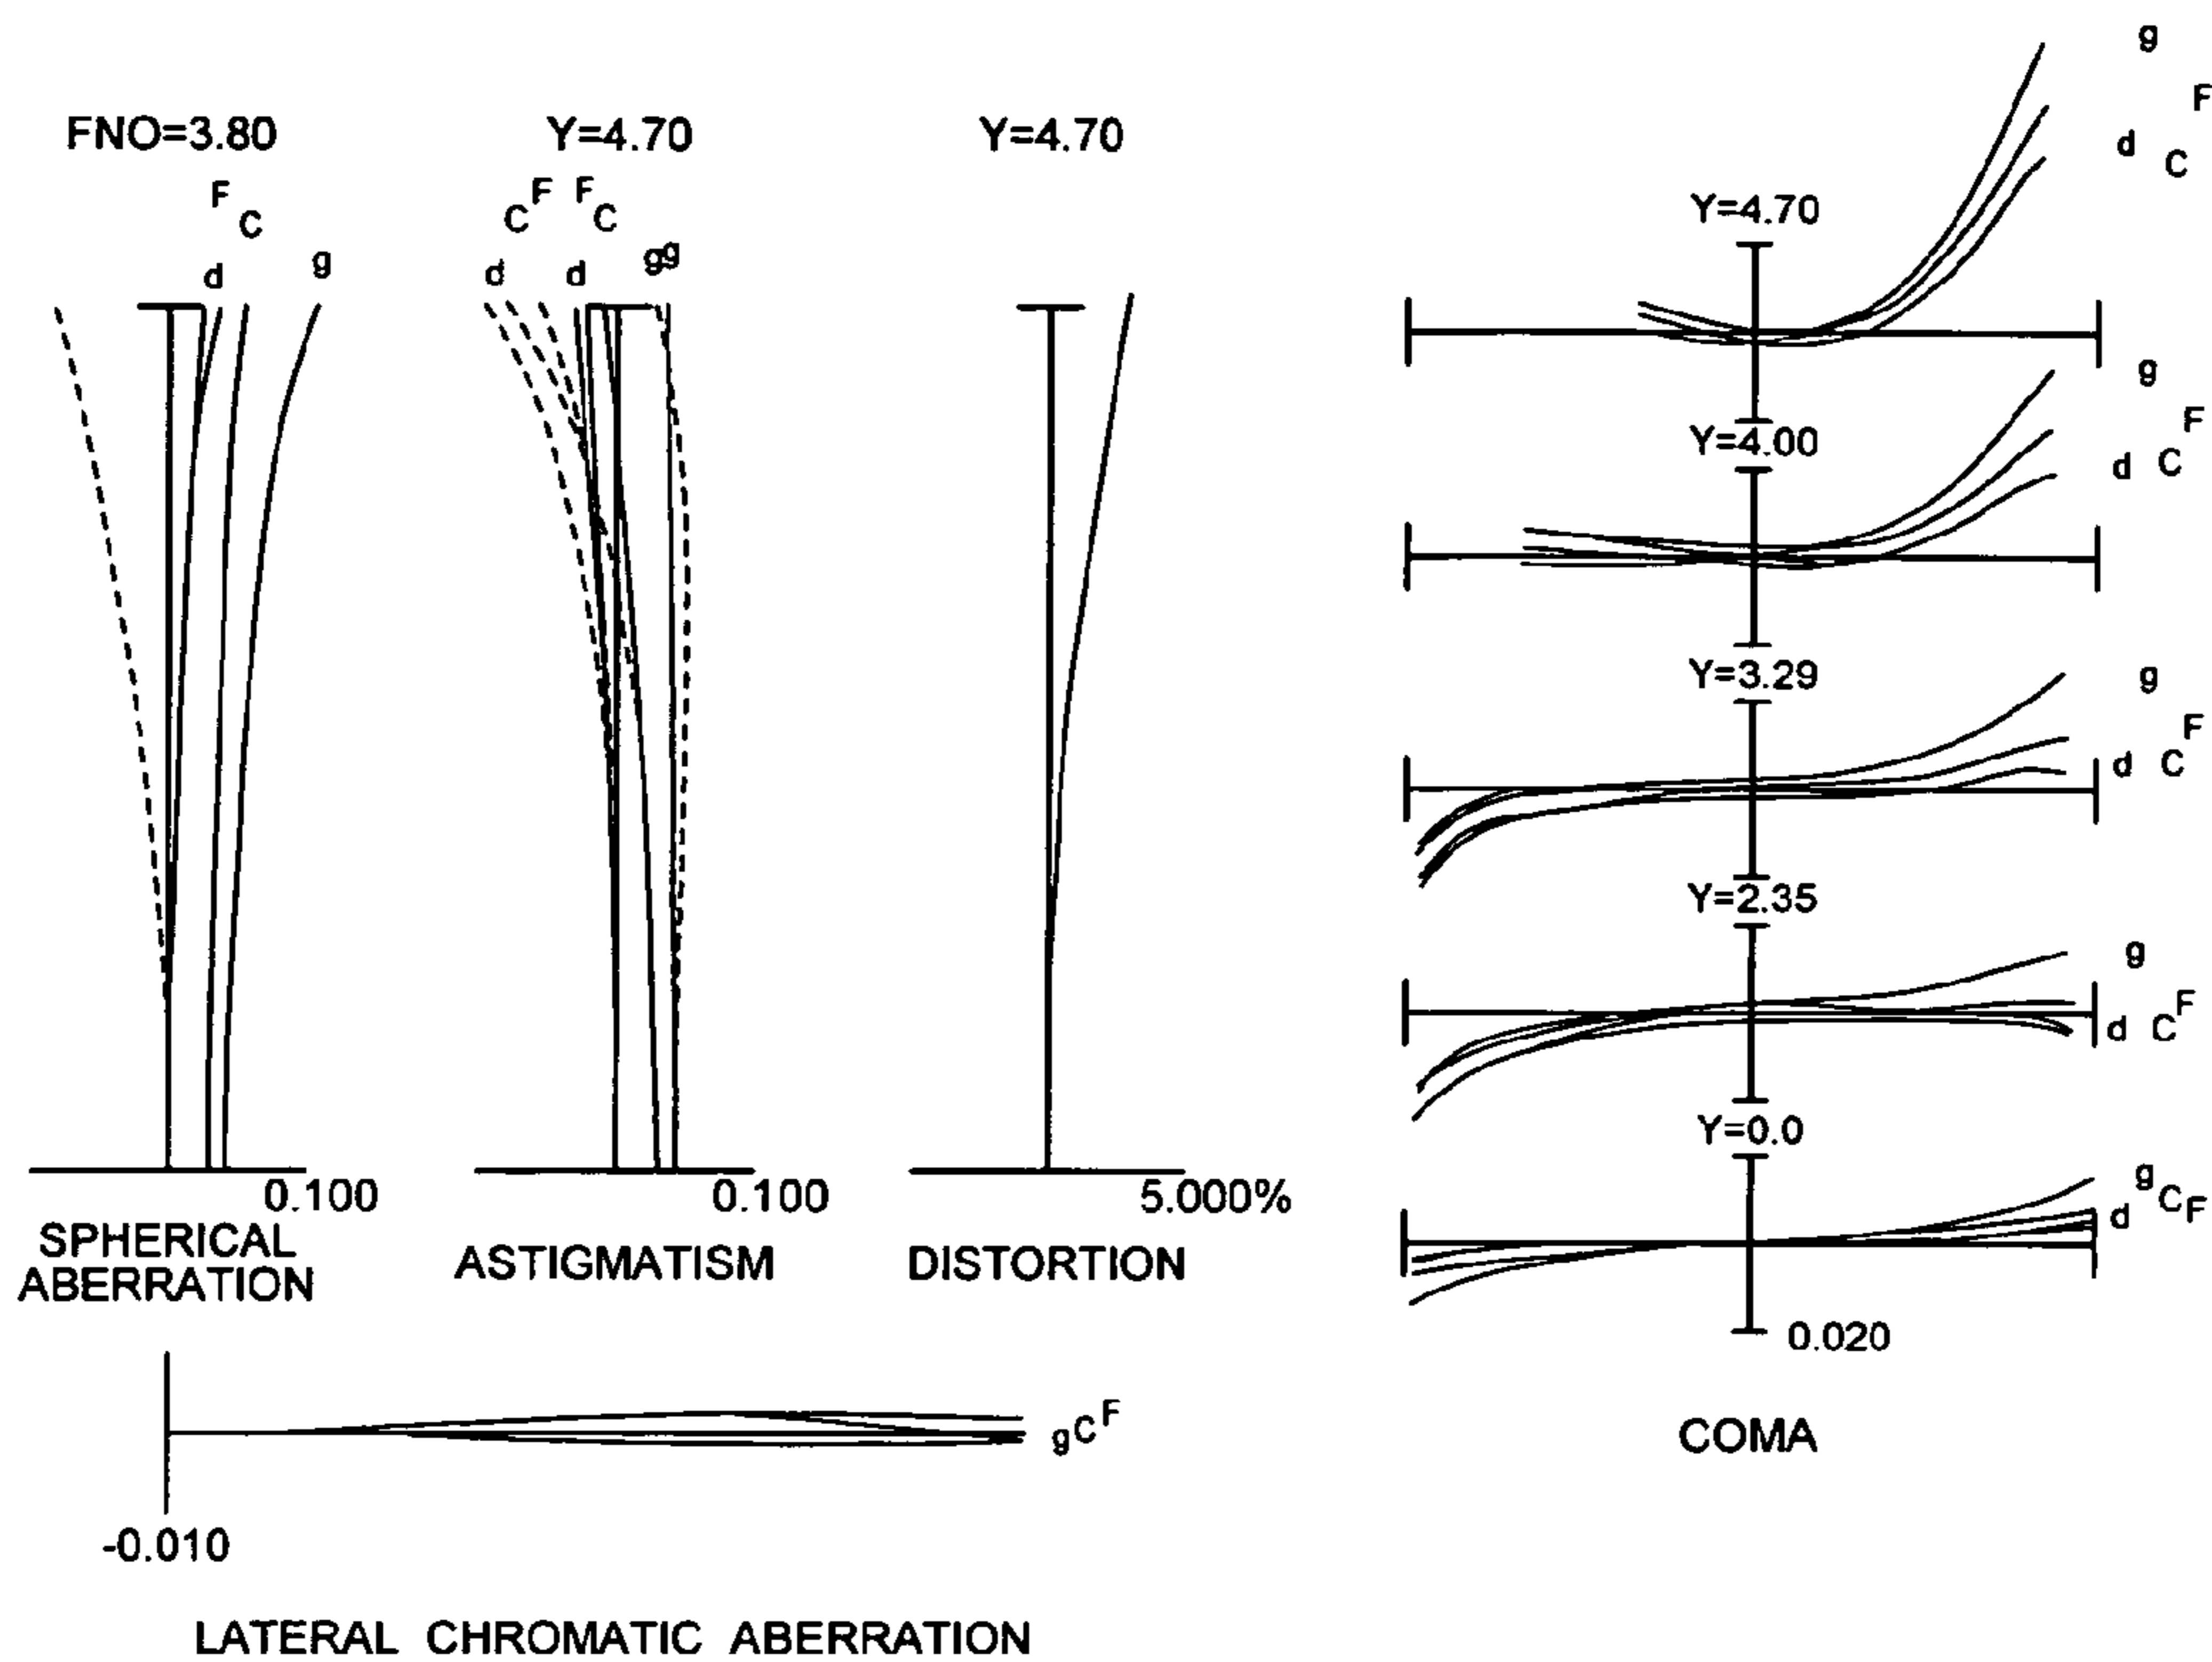 FNO=3.80
F
C
d
g
Y=4.70
C F F C
d d gg
Y=4.70
0.100
SPHERICAL
ABERRATION
0.100
ASTIGMATISM
5.000%
DISTORTION
g
F
d C
Y=4.70
g
F
d C
Y=4.00
g
F
d C
Y=3.29
g
F
d C
Y=2.35
g C F
d
Y=0.0
0.020
COMA
g C F
-0.010
LATERAL CHROMATIC ABERRATION